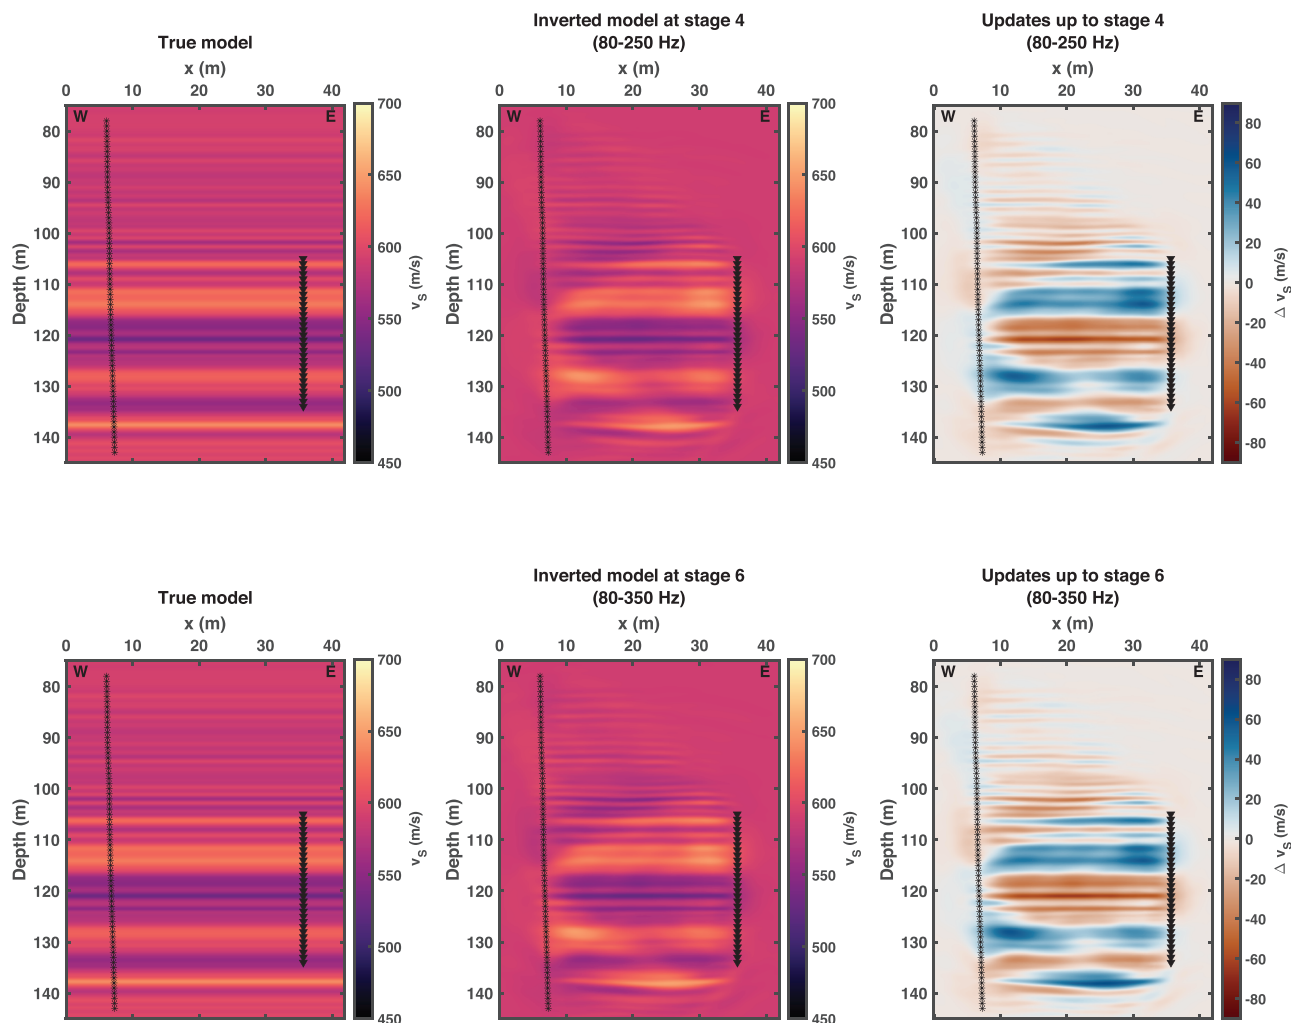 True model
x (m)
0 10 20 30 40
W E
80
90
100
110
120
130
140
Depth (m)
700
650
600
550
500
450
v_S (m/s)
Inverted model at stage 4
(80-250 Hz)
x (m)
0 10 20 30 40
W E
80
90
100
110
120
130
140
Depth (m)
700
650
600
550
500
450
v_S (m/s)
Updates up to stage 4
(80-250 Hz)
x (m)
0 10 20 30 40
W E
80
90
100
110
120
130
140
Depth (m)
80
60
40
20
0
-20
-40
-60
-80
△ v_S (m/s)
True model
x (m)
0 10 20 30 40
W E
80
90
100
110
120
130
140
Depth (m)
700
650
600
550
500
450
v_S (m/s)
Inverted model at stage 6
(80-350 Hz)
x (m)
0 10 20 30 40
W E
80
90
100
110
120
130
140
Depth (m)
700
650
600
550
500
450
v_S (m/s)
Updates up to stage 6
(80-350 Hz)
x (m)
0 10 20 30 40
W E
80
90
100
110
120
130
140
Depth (m)
80
60
40
20
0
-20
-40
-60
-80
△ v_S (m/s)